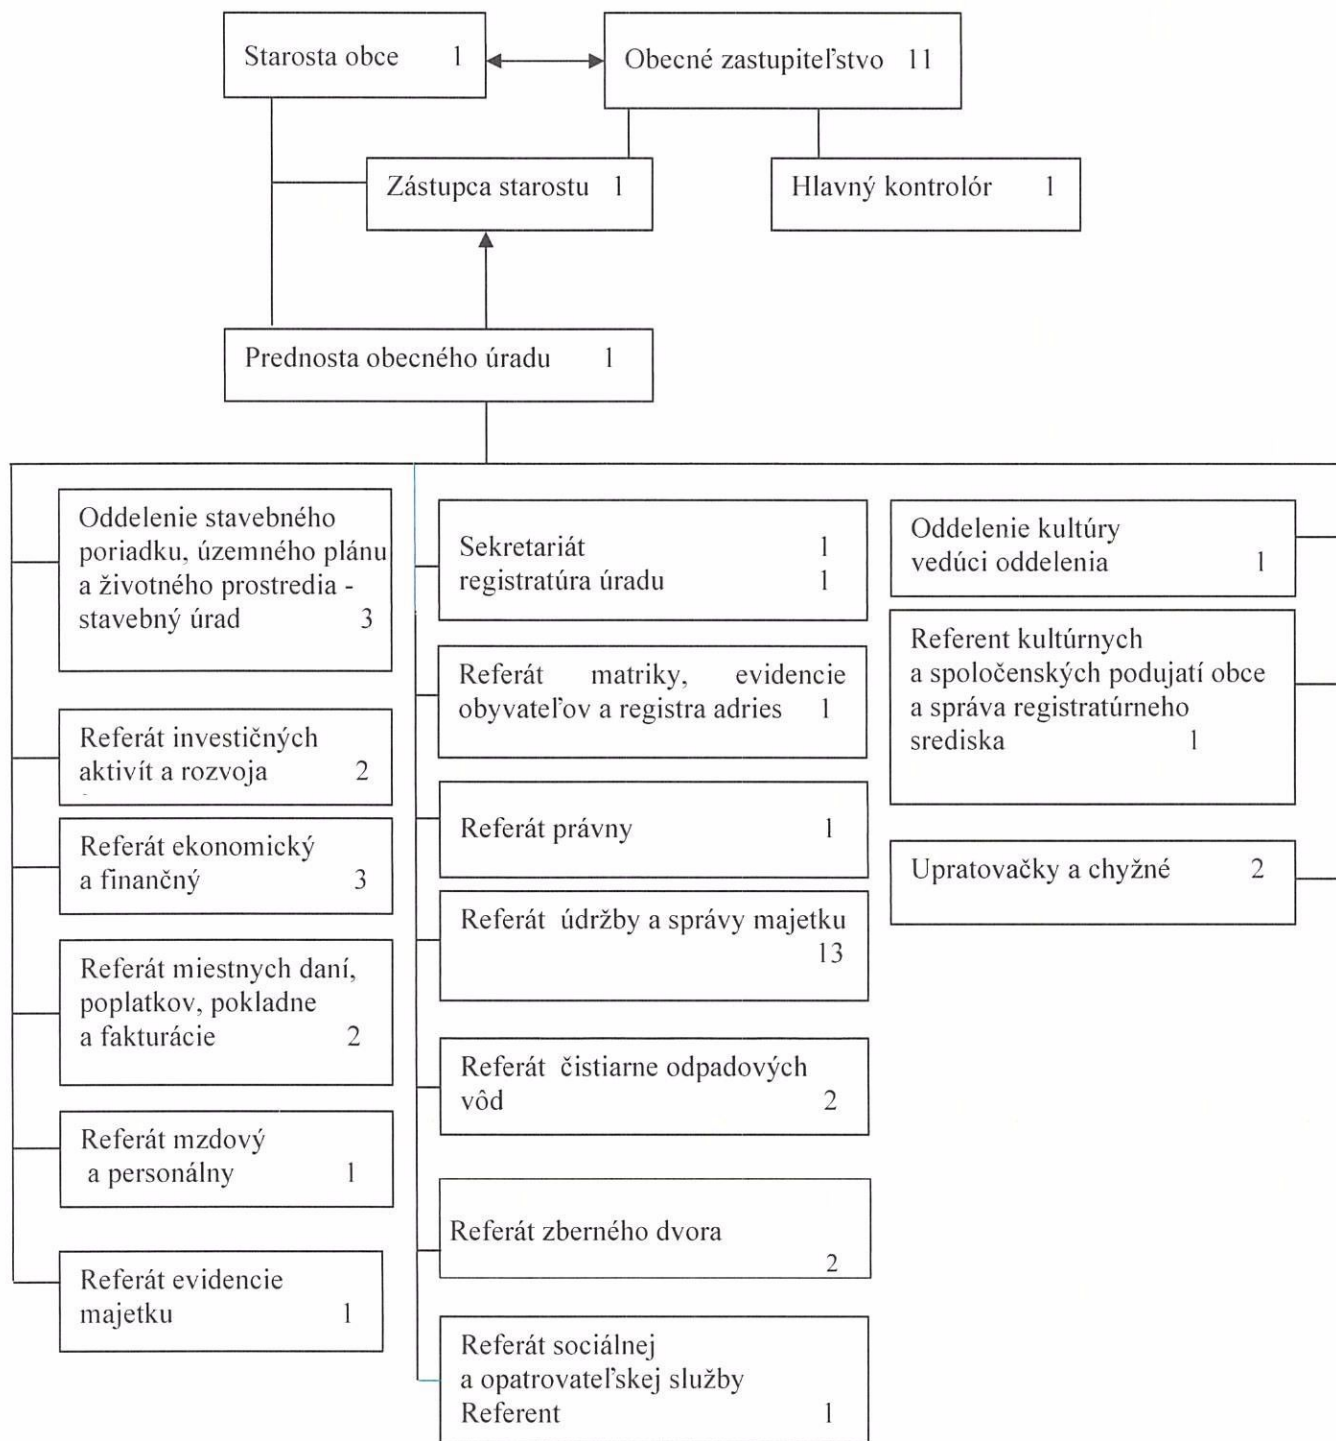 Starosta obce 1
Obecné zastupiteľstvo 11
Zástupca starostu 1
Hlavný kontrolór 1
Prednosta obecného úradu 1
Oddelenie stavebného
poriadku, územného plánu
a životného prostredia -
stavebný úrad 3
Referát investičných
aktivít a rozvoja 2
Referát ekonomický
a finančný 3
Referát miestnych daní,
poplatkov, pokladne
a fakturácie 2
Referát mzdový
a personálny 1
Referát evidencie
majetku 1
Sekretariát 1
registratúra úradu 1
Referát matriky, evidencie
obyvateľov a registra adries 1
Referát právny 1
Referát údržby a správy majetku
13
Referát čistiarne odpadových
vôd 2
Referát zberného dvora
2
Referát sociálnej
a opatrovateľskej služby
Referent 1
Oddelenie kultúry
vedúci oddelenia 1
Referent kultúrnych
a spoločenských podujatí obce
a správa registratúrneho
srediska 1
Upratovačky a chyžné 2